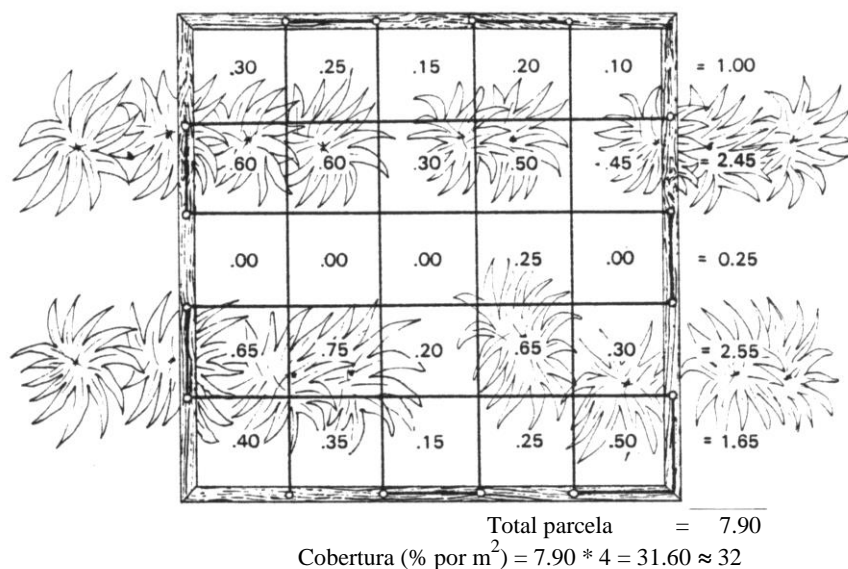 .30 .25 .15 .20 .10 = 1.00
.60 .60 .30 .50 .45 = 2.45
.00 .00 .00 .25 .00 = 0.25
.65 .75 .20 .65 .30 = 2.55
.40 .35 .15 .25 .50 = 1.65
Total parcela = 7.90
Cobertura (% por m²) = 7.90 * 4 = 31.60 ≈ 32